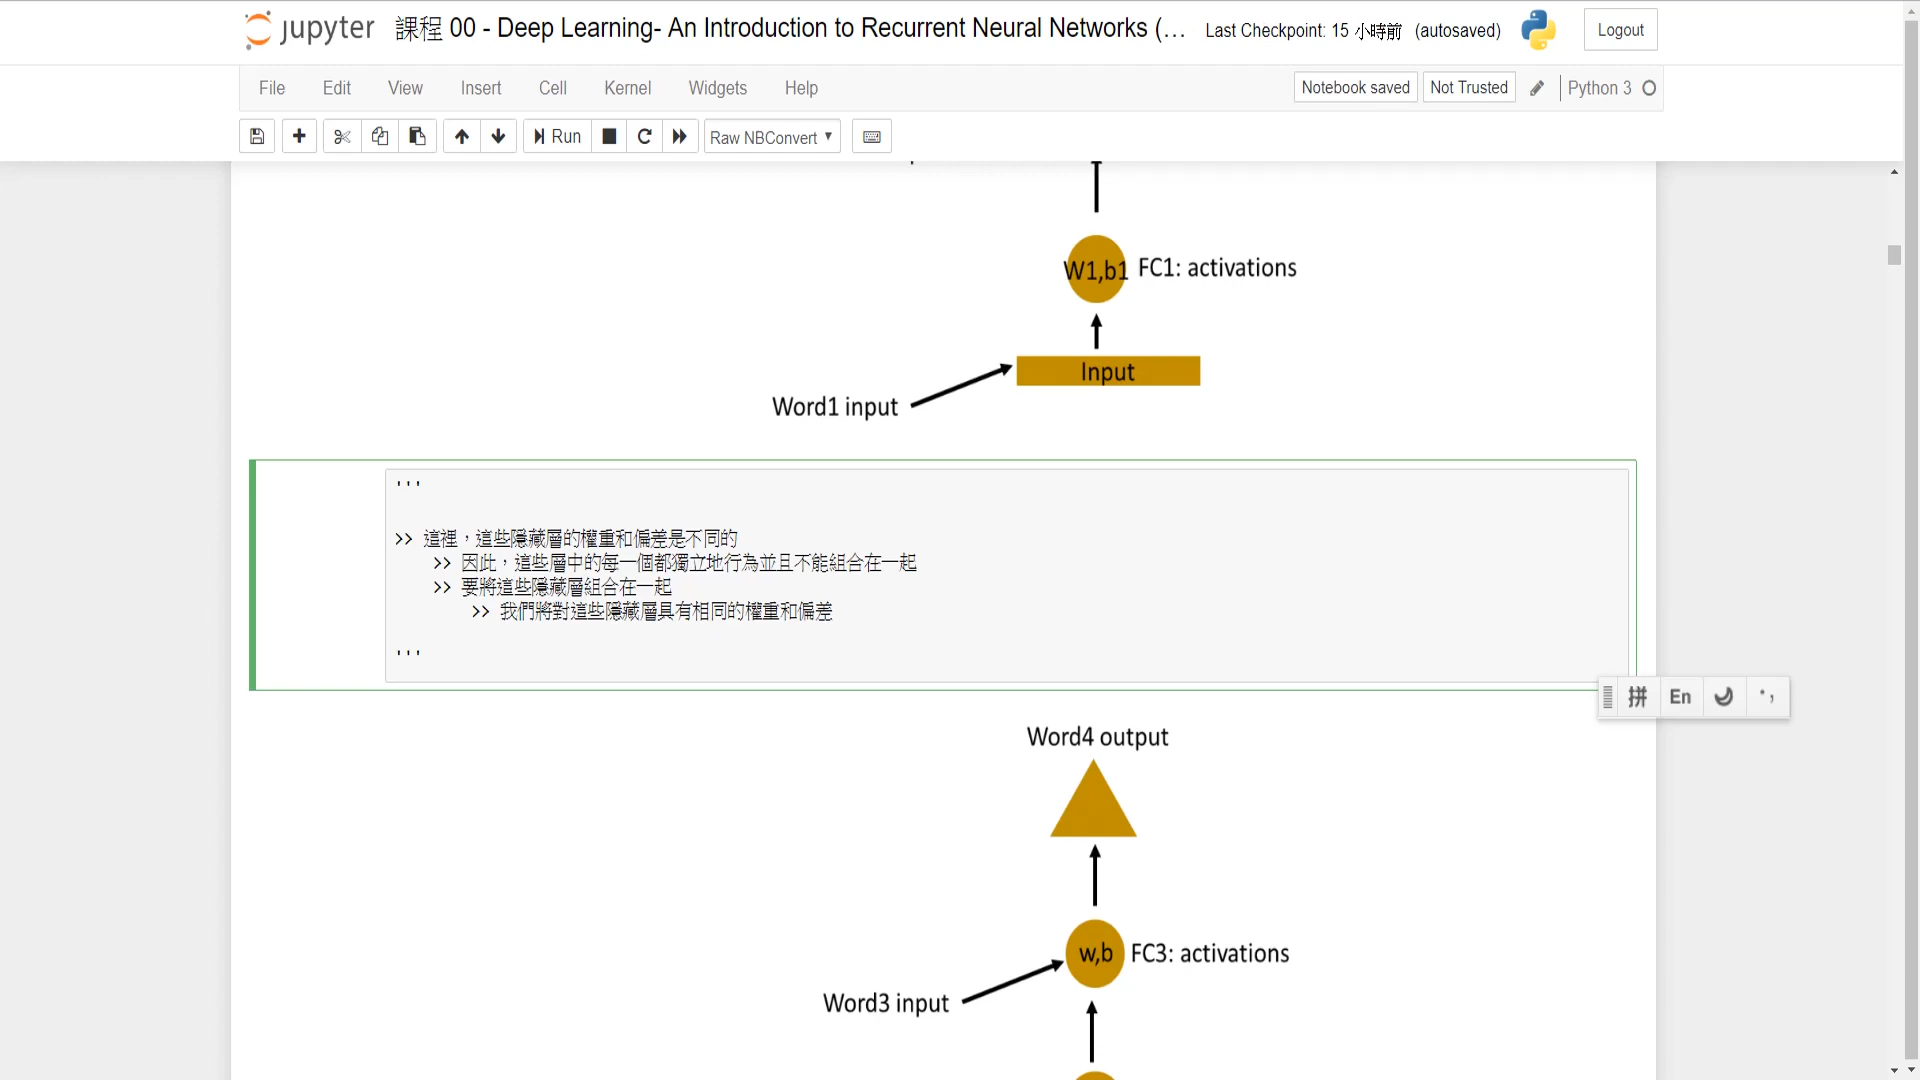 jupyter 課程 00 - Deep Learning- An Introduction to Recurrent Neural Networks (... Last Checkpoint: 15 小時前 (autosaved) Logout
File Edit View Insert Cell Kernel Widgets Help Notebook saved Not Trusted Python 3
Run Raw NBConvert
W1,b1 FC1: activations
Input
Word1 input
'''
>> 這裡，這些隱藏層的權重和偏差是不同的
>> 因此，這些層中的每一個都獨立地行為並且不能組合在一起
>> 要將這些隱藏層組合在一起
>> 我們將對這些隱藏層具有相同的權重和偏差
'''
拼 En
Word4 output
w,b FC3: activations
Word3 input